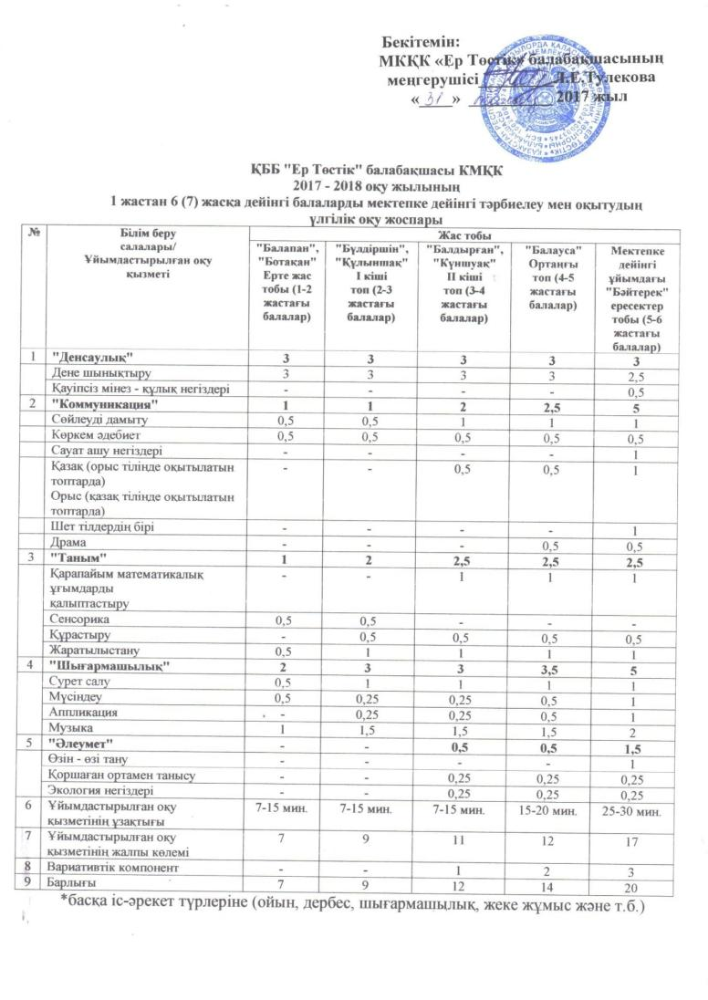 Бекітемін:
МКҚК «Ер Төстік» балабақшасының
меңгерушісі Л.Е.Тулекова
« 31 » 2017 жыл
ҚББ "Ер Төстік" балабақшасы КМҚК
2017 - 2018 оқу жылының
1 жастан 6 (7) жасқа дейінгі балаларды мектепке дейінгі тәрбиелеу мен оқытудың
үлгілік оқу жоспары
№ Білім беру салалары/ Ұйымдастырылған оқу қызметі Жас тобы
"Балапан", "Ботақан" Ерте жас тобы (1-2 жастағы балалар) "Бүлдіршін", "Құлыншақ" I кіші топ (2-3 жастағы балалар) "Балдырған", "Күншуақ" II кіші топ (3-4 жастағы балалар) "Балауса" Ортаңғы топ (4-5 жастағы балалар) Мектепке дейінгі ұйымдағы "Бәйтерек" ересектер тобы (5-6 жастағы балалар)
1 "Денсаулық" 3 3 3 3 3
Дене шынықтыру 3 3 3 3 2,5
Қауіпсіз мінез - құлық негіздері - - - - 0,5
2 "Коммуникация" 1 1 2 2,5 5
Сөйлеуді дамыту 0,5 0,5 1 1 1
Көркем әдебиет 0,5 0,5 0,5 0,5 0,5
Сауат ашу негіздері - - - - 1
Қазақ (орыс тілінде оқытылатын - - 0,5 0,5 1
топтарда)
Орыс (қазақ тілінде оқытылатын
топтарда)
Шет тілдердің бірі - - - - 1
Драма - - - 0,5 0,5
3 "Таным" 1 2 2,5 2,5 2,5
Қарапайым математикалық - - 1 1 1
ұғымдарды
қалыптастыру
Сенсорика 0,5 0,5 - - -
Құрастыру - 0,5 0,5 0,5 0,5
Жаратылыстану 0,5 1 1 1 1
4 "Шығармашылық" 2 3 3 3,5 5
Сурет салу 0,5 1 1 1 1
Мүсіндеу 0,5 0,25 0,25 0,5 1
Аппликация - 0,25 0,25 0,5 1
Музыка 1 1,5 1,5 1,5 2
5 "Әлеумет" - - 0,5 0,5 1,5
Өзін - өзі тану - - - - 1
Қоршаған ортамен танысу - - 0,25 0,25 0,25
Экология негіздері - - 0,25 0,25 0,25
6 Ұйымдастырылған оқу 7-15 мин. 7-15 мин. 7-15 мин. 15-20 мин. 25-30 мин.
қызметінің ұзақтығы
7 Ұйымдастырылған оқу 7 9 11 12 17
қызметінің жалпы көлемі
8 Вариативтік компонент - - 1 2 3
9 Барлығы 7 9 12 14 20
*басқа іс-әрекет түрлеріне (ойын, дербес, шығармашылық, жеке жұмыс және т.б.)